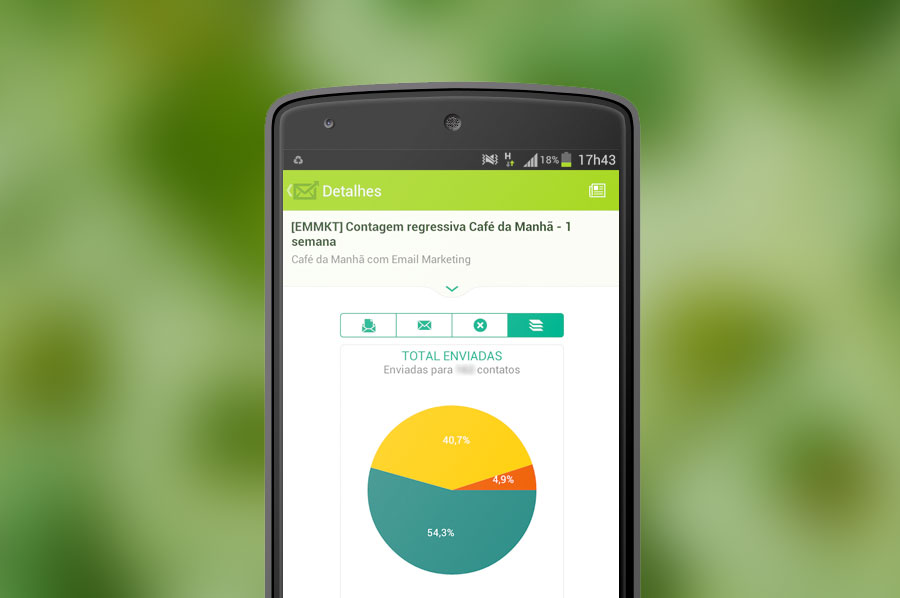 H 18% 17h43
Detalhes
[EMMKT] Contagem regressiva Café da Manhã - 1
semana
Café da Manhã com Email Marketing
TOTAL ENVIADAS
Enviadas para contatos
40,7%
4,9%
54,3%